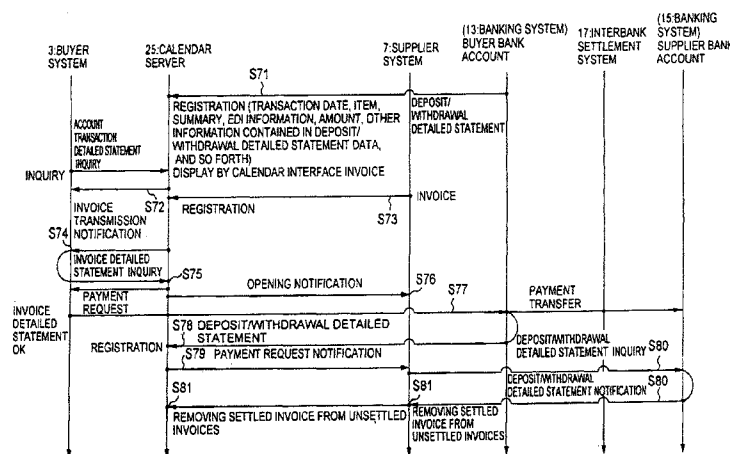 3:BUYER
SYSTEM
25:CALENDAR
SERVER
7:SUPPLIER
SYSTEM
(13:BANKING SYSTEM)
BUYER BANK
ACCOUNT
17:INTERBANK
SETTLEMENT
SYSTEM
(15:BANKING
SYSTEM)
SUPPLIER BANK
ACCOUNT
S71
REGISTRATION (TRANSACTION DATE, ITEM,
SUMMARY, EDI INFORMATION, AMOUNT, OTHER
INFORMATION CONTAINED IN DEPOSIT/
WITHDRAWAL DETAILED STATEMENT DATA,
AND SO FORTH)
DISPLAY BY CALENDAR INTERFACE INVOICE
DEPOSIT/
WITHDRAWAL
DETAILED STATEMENT
ACCOUNT
TRANSACTION
DETAILED STATEMENT
INQUIRY
INQUIRY
S72
REGISTRATION
S73
INVOICE
INVOICE
TRANSMISSION
NOTIFICATION
S74
INVOICE DETAILED
STATEMENT INQUIRY
S75
OPENING NOTIFICATION
S76
S77
PAYMENT
REQUEST
PAYMENT
TRANSFER
INVOICE
DETAILED
STATEMENT
OK
S78
DEPOSIT/WITHDRAWAL DETAILED
STATEMENT
REGISTRATION
DEPOSIT/WITHDRAWAL
DETAILED STATEMENT INQUIRY
S80
S79
PAYMENT REQUEST NOTIFICATION
DEPOSIT/WITHDRAWAL
DETAILED STATEMENT NOTIFICATION
S80
S81
S81
REMOVING SETTLED INVOICE FROM UNSETTLED
INVOICES
REMOVING SETTLED
INVOICE FROM
UNSETTLED INVOICES